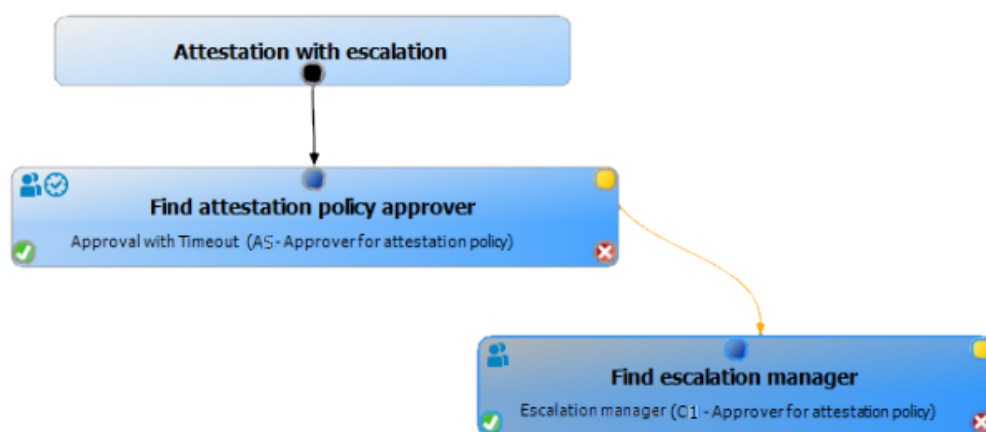 Attestation with escalation
Find attestation policy approver
Approval with Timeout (AS - Approver for attestation policy)
Find escalation manager
Escalation manager (C1 - Approver for attestation policy)